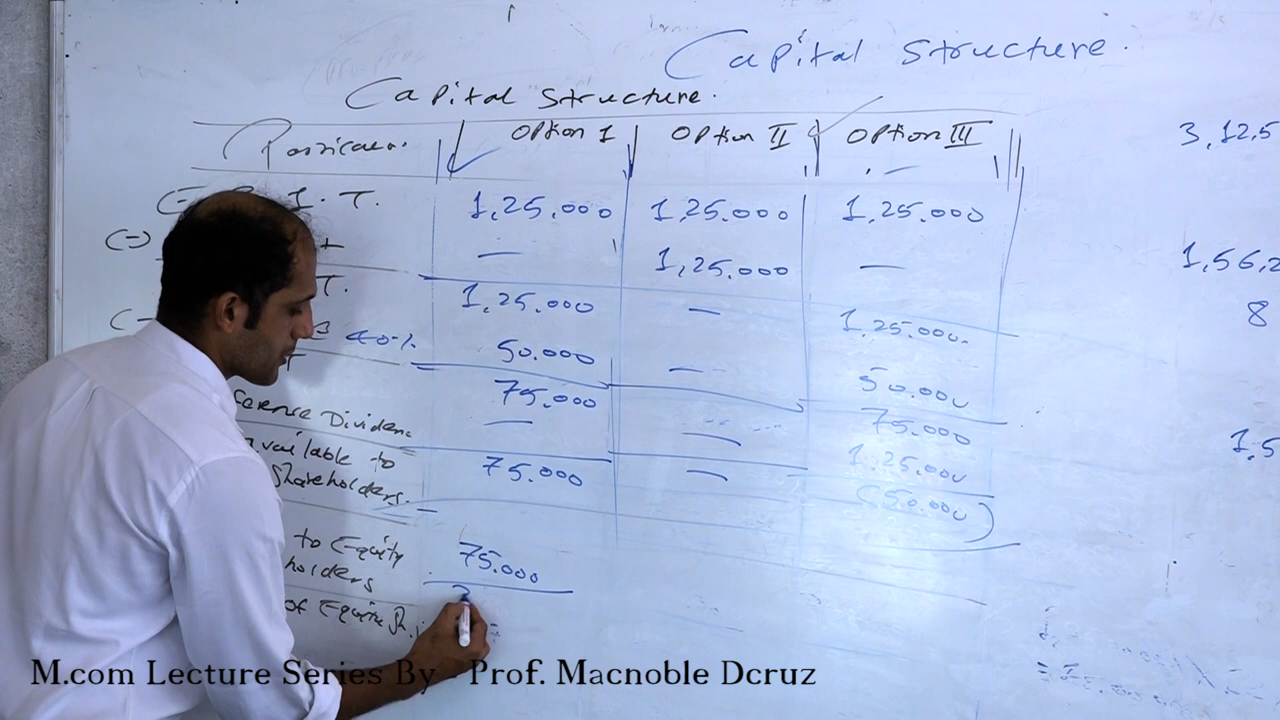 Capital Structure.
Capital Structure.
Option I Option II Option III
3,12,5
I. T. 1,25,000 1,25,000 1,25,000
(-) — 1,25,000 — 1,56,2
T. 1,25,000 — 1,25,000 8
40% 50,000 — 50,000
75,000 75,000
ference Dividen — — 1,25,000 1,5
available to 75,000 — (50,000)
Shareholders.
to Equity 75,000
holders
of Equity Sh.
M.com Lecture Series By - Prof. Macnoble Dcruz